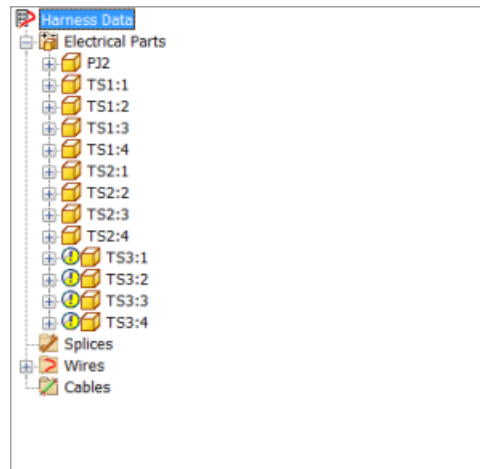 Harness Data
Electrical Parts
PJ2
TS1:1
TS1:2
TS1:3
TS1:4
TS2:1
TS2:2
TS2:3
TS2:4
TS3:1
TS3:2
TS3:3
TS3:4
Splices
Wires
Cables